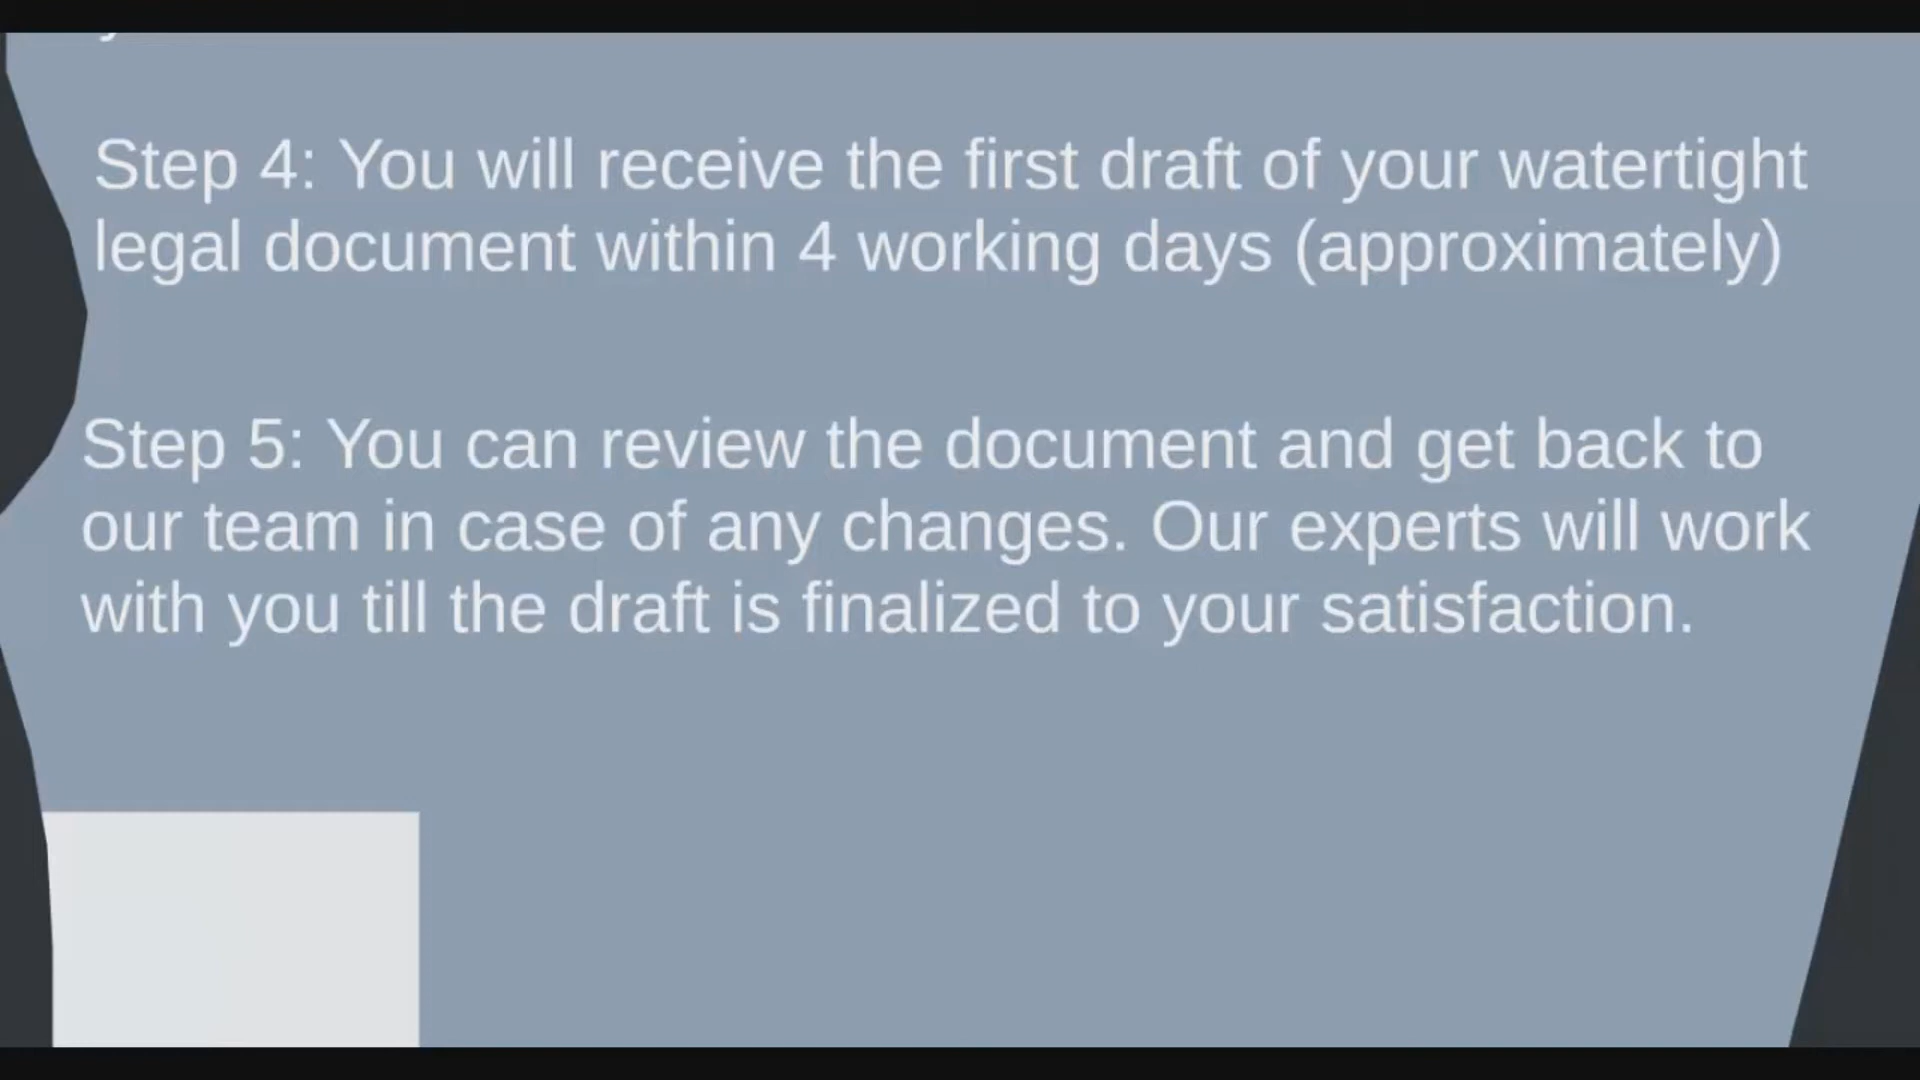 Step 4: You will receive the first draft of your watertight
legal document within 4 working days (approximately)
Step 5: You can review the document and get back to
our team in case of any changes. Our experts will work
with you till the draft is finalized to your satisfaction.